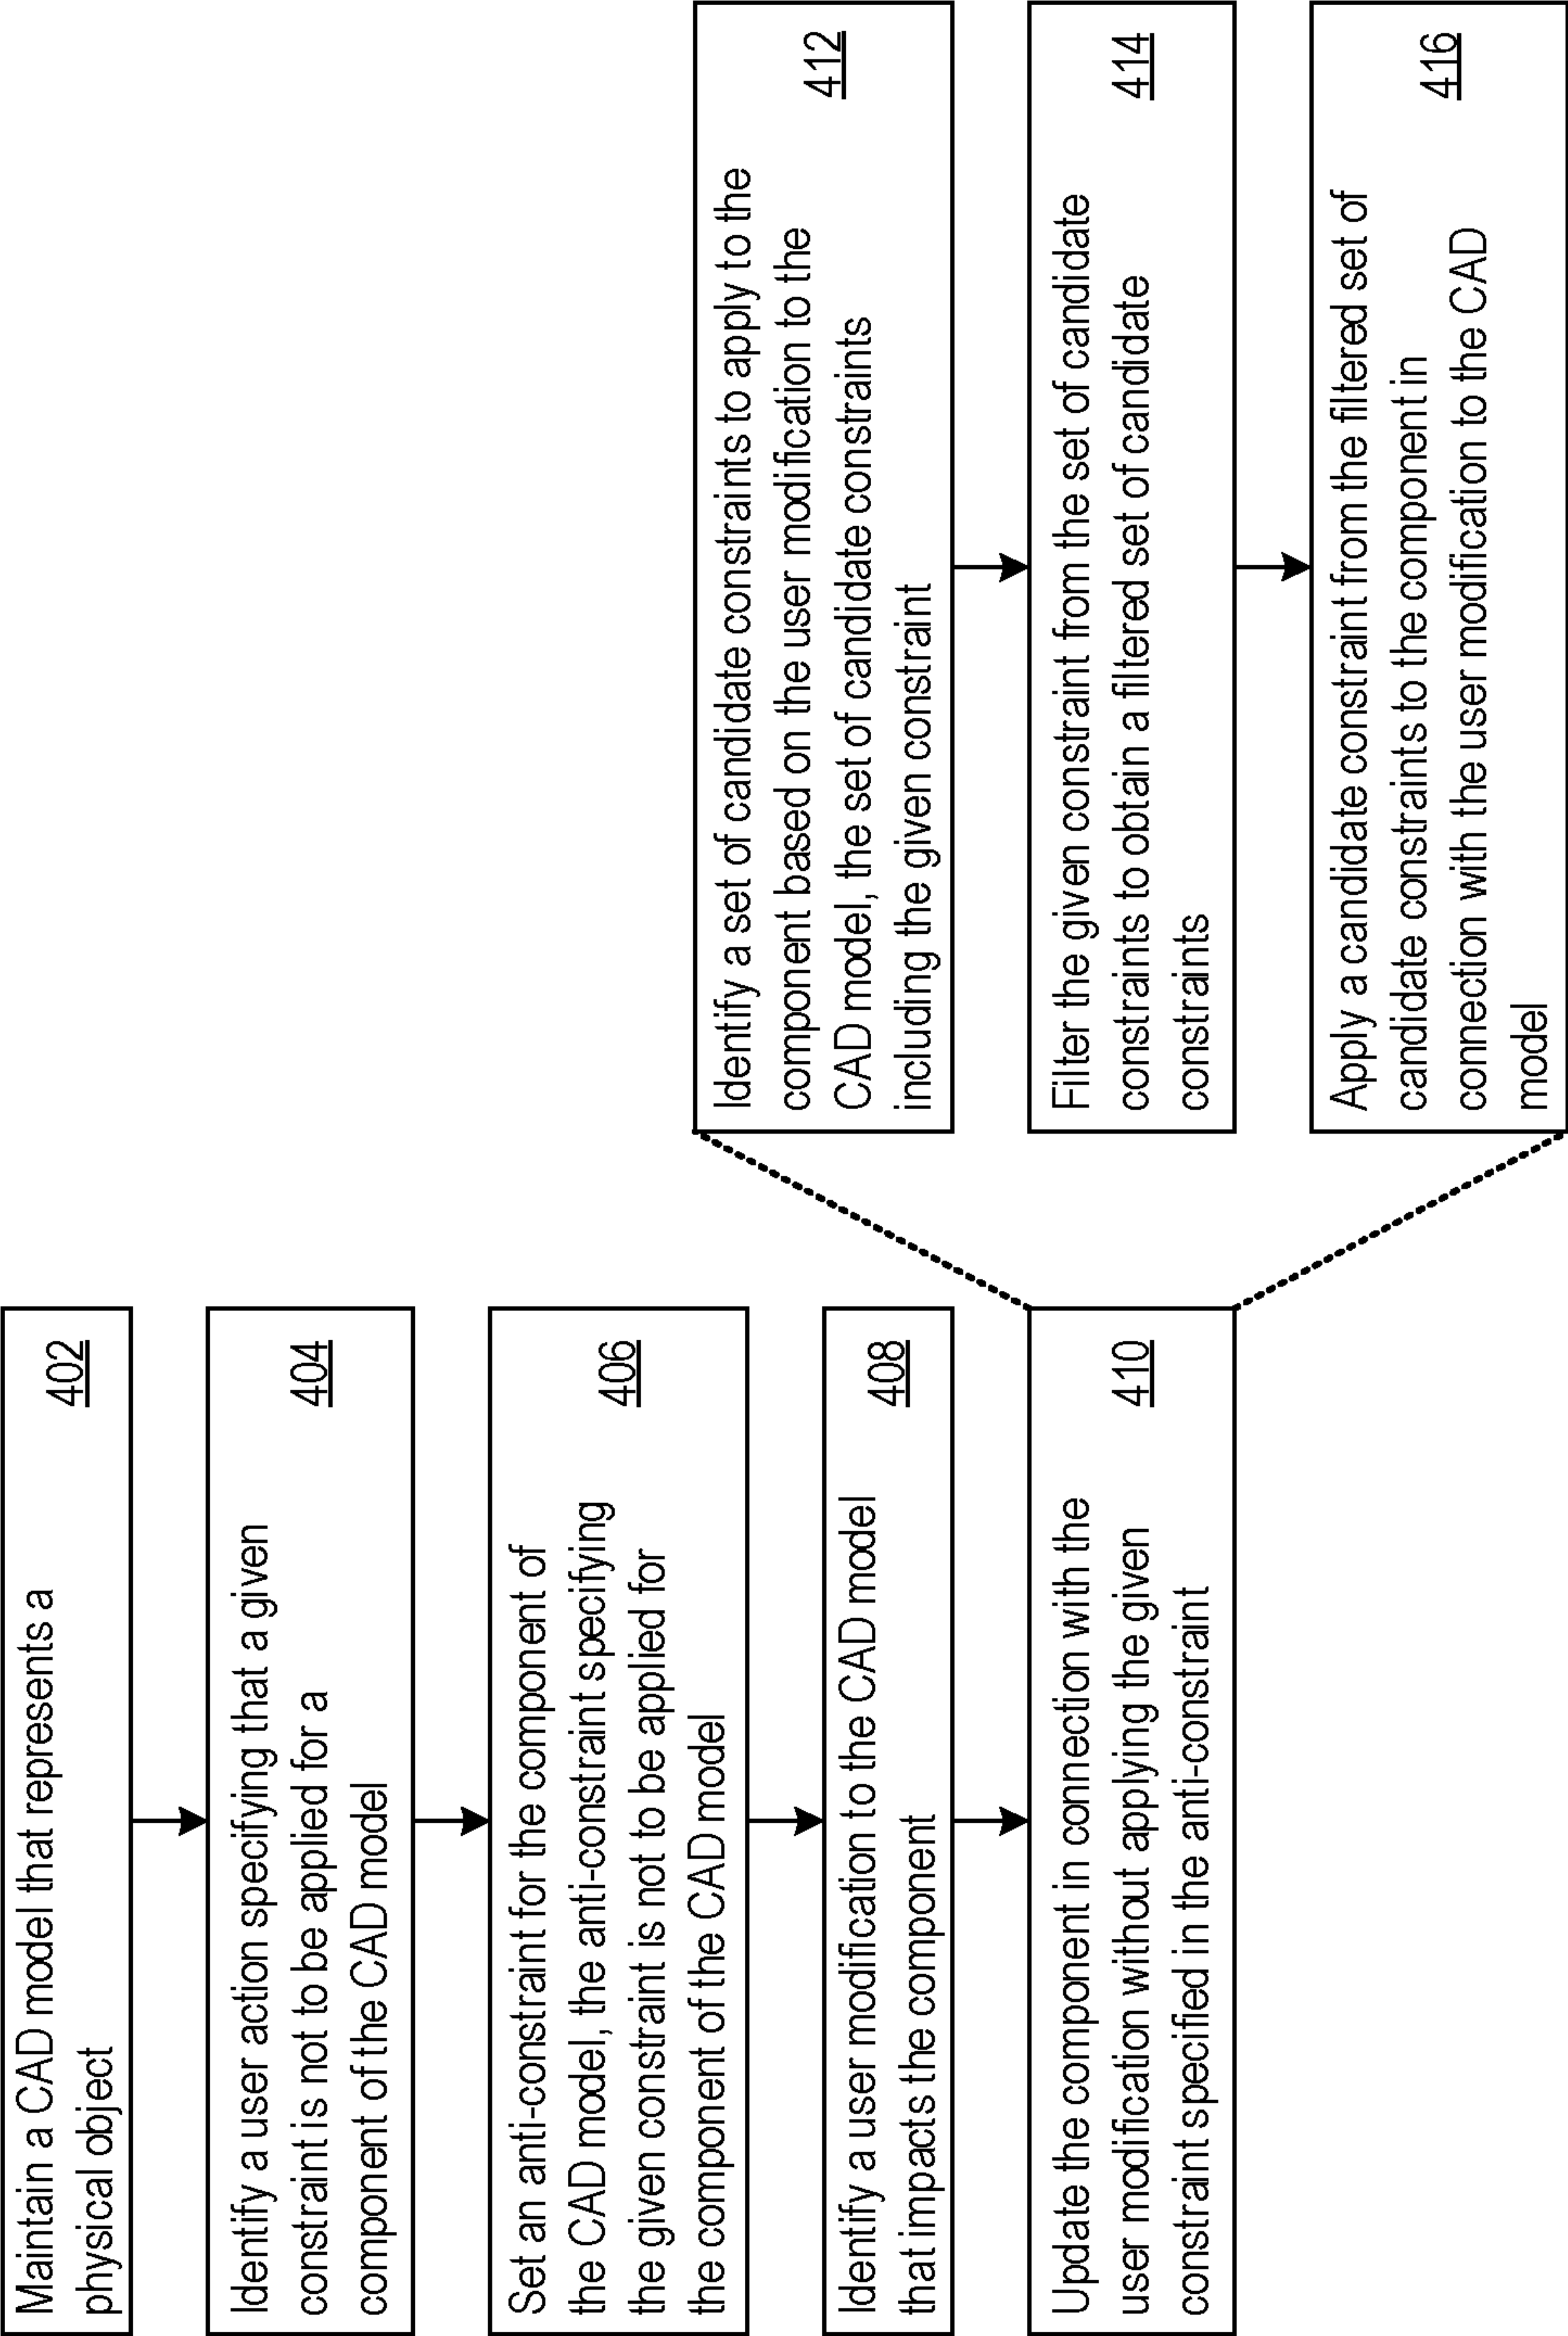 Maintain a CAD model that represents a
physical object
402
Identify a user action specifying that a given
constraint is not to be applied for a
component of the CAD model
404
Set an anti-constraint for the component of
the CAD model, the anti-constraint specifying
the given constraint is not to be applied for
the component of the CAD model
406
Identify a user modification to the CAD model
that impacts the component
408
Update the component in connection with the
user modification without applying the given
constraint specified in the anti-constraint
410
Identify a set of candidate constraints to apply to the
component based on the user modification to the
CAD model, the set of candidate constraints
including the given constraint
412
Filter the given constraint from the set of candidate
constraints to obtain a filtered set of candidate
constraints
414
Apply a candidate constraint from the filtered set of
candidate constraints to the component in
connection with the user modification to the CAD
model
416